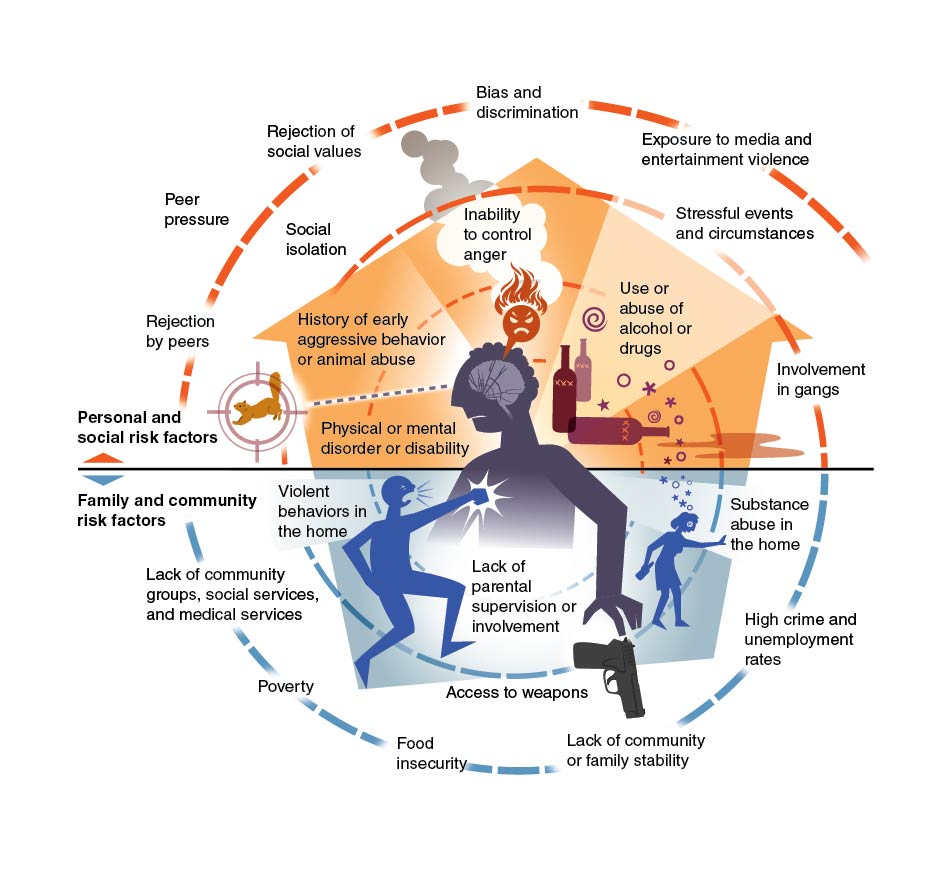 Bias and
discrimination
Rejection of
social values
Exposure to media and
entertainment violence
Peer
pressure
Social
isolation
Inability
to control
anger
Stressful events
and circumstances
Rejection
by peers
History of early
aggressive behavior
or animal abuse
Use or
abuse of
alcohol or
drugs
Involvement
in gangs
xxx
xxx
xxx
Personal and
social risk factors
Physical or mental
disorder or disability
Family and community
risk factors
Violent
behaviors in
the home
Substance
abuse in
the home
Lack of community
groups, social services,
and medical services
Lack of
parental
supervision or
involvement
High crime and
unemployment
rates
Poverty
Access to weapons
Food
insecurity
Lack of community
or family stability